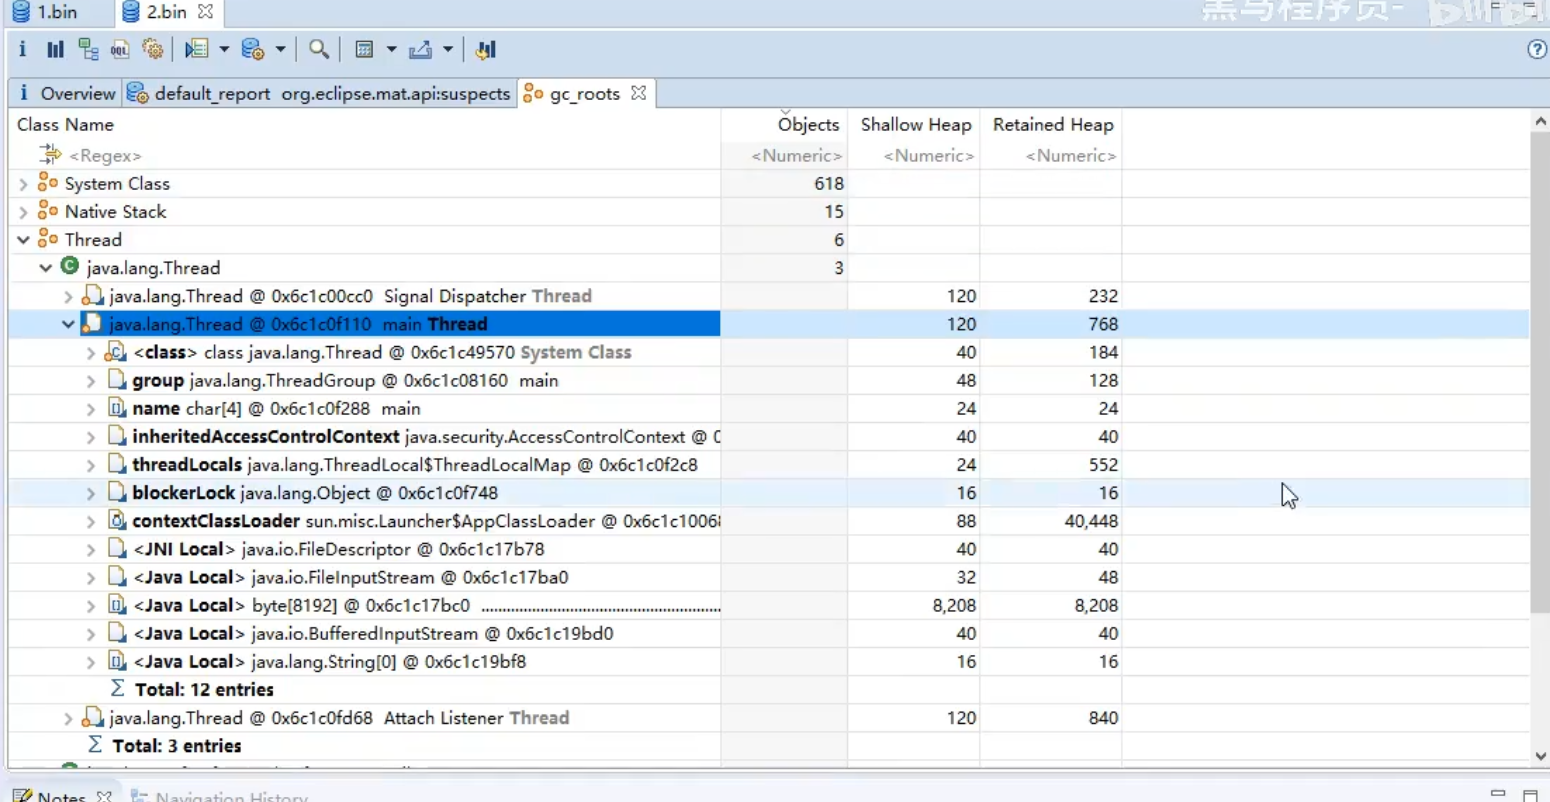 1.bin 2.bin
黑马程序员-
Overview default_report org.eclipse.mat.api:suspects gc_roots
Class Name Objects Shallow Heap Retained Heap
<Regex> <Numeric> <Numeric> <Numeric>
System Class 618
Native Stack 15
Thread 6
java.lang.Thread 3
java.lang.Thread @ 0x6c1c00cc0 Signal Dispatcher Thread 120 232
java.lang.Thread @ 0x6c1c0f110 main Thread 120 768
<class> class java.lang.Thread @ 0x6c1c49570 System Class 40 184
group java.lang.ThreadGroup @ 0x6c1c08160 main 48 128
name char[4] @ 0x6c1c0f288 main 24 24
inheritedAccessControlContext java.security.AccessControlContext @ 0 40 40
threadLocals java.lang.ThreadLocal$ThreadLocalMap @ 0x6c1c0f2c8 24 552
blockerLock java.lang.Object @ 0x6c1c0f748 16 16
contextClassLoader sun.misc.Launcher$AppClassLoader @ 0x6c1c10068 88 40,448
<JNI Local> java.io.FileDescriptor @ 0x6c1c17b78 40 40
<Java Local> java.io.FileInputStream @ 0x6c1c17ba0 32 48
<Java Local> byte[8192] @ 0x6c1c17bc0 ........................................................ 8,208 8,208
<Java Local> java.io.BufferedInputStream @ 0x6c1c19bd0 40 40
<Java Local> java.lang.String[0] @ 0x6c1c19bf8 16 16
Σ Total: 12 entries
java.lang.Thread @ 0x6c1c0fd68 Attach Listener Thread 120 840
Σ Total: 3 entries
Notes Navigation History